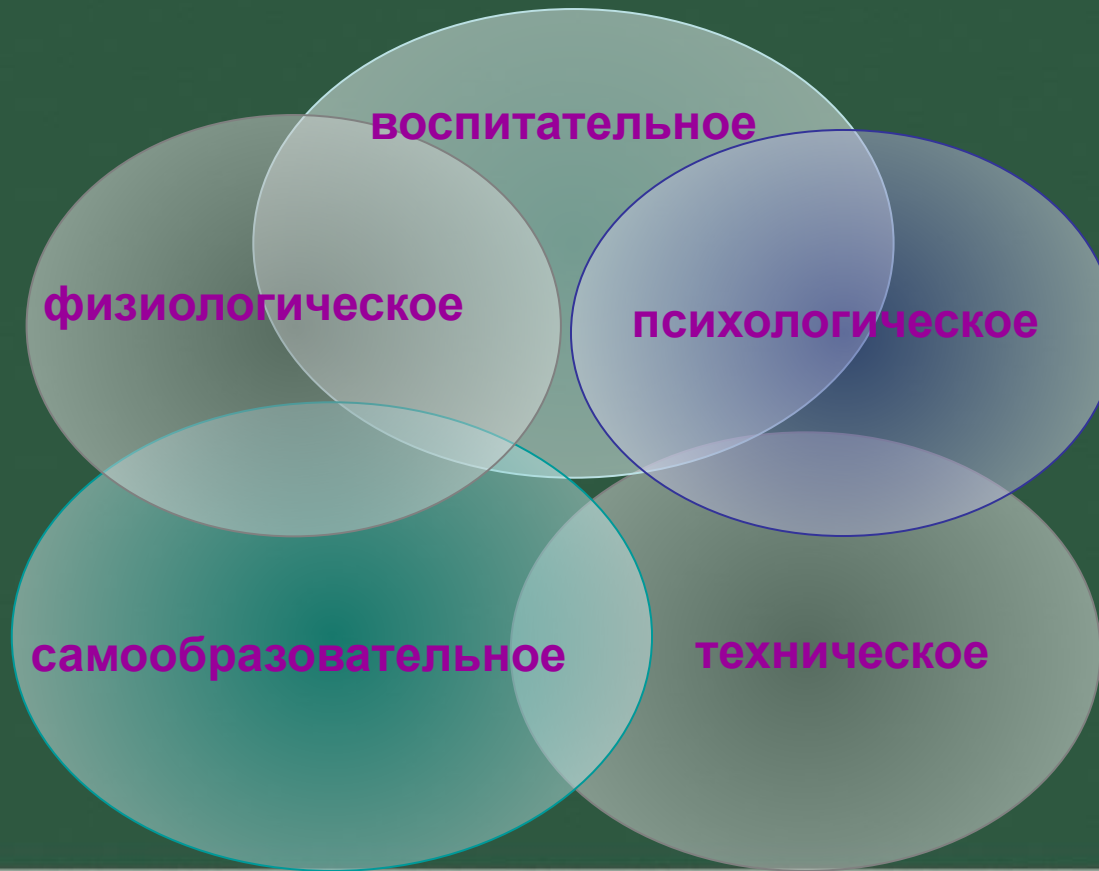 воспитательное
физиологическое
психологическое
самообразовательное
техническое